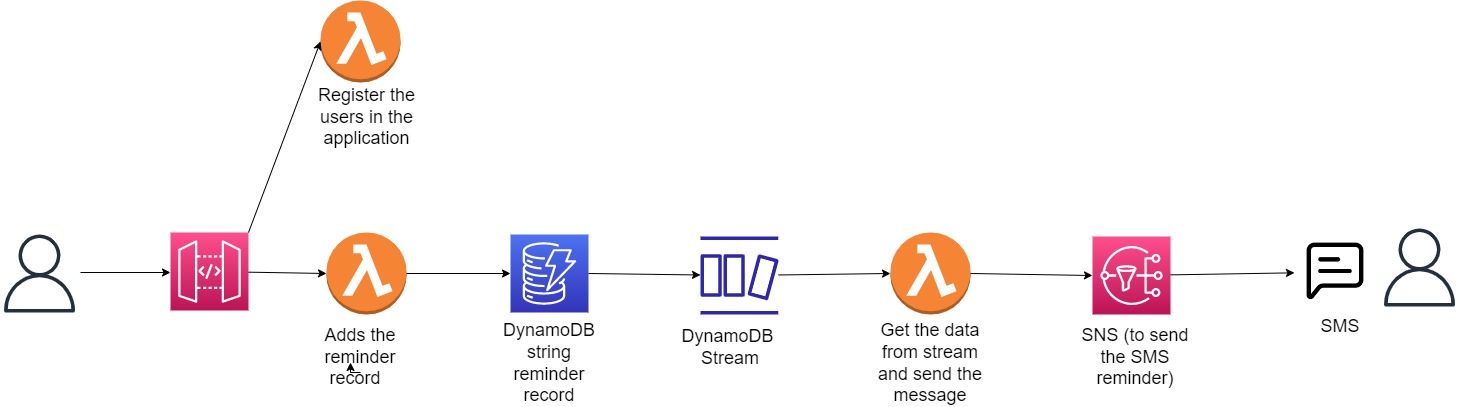 Register the
users in the
application
Adds the
reminder
record
DynamoDB
string
reminder
record
DynamoDB
Stream
Get the data
from stream
and send the
message
SNS (to send
the SMS
reminder)
SMS